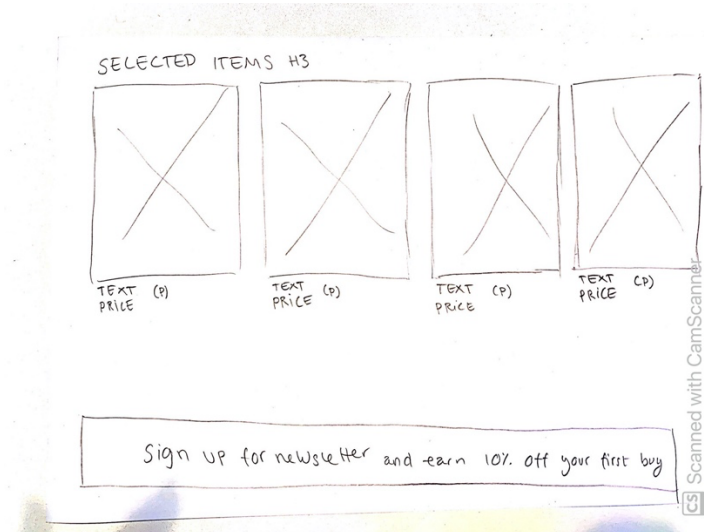 SELECTED ITEMS H3
TEXT (P)
PRICE
TEXT (P)
PRICE
TEXT (P)
PRICE
TEXT (P)
PRICE
Sign up for newsletter and earn 10% off your first buy
CS Scanned with CamScanner